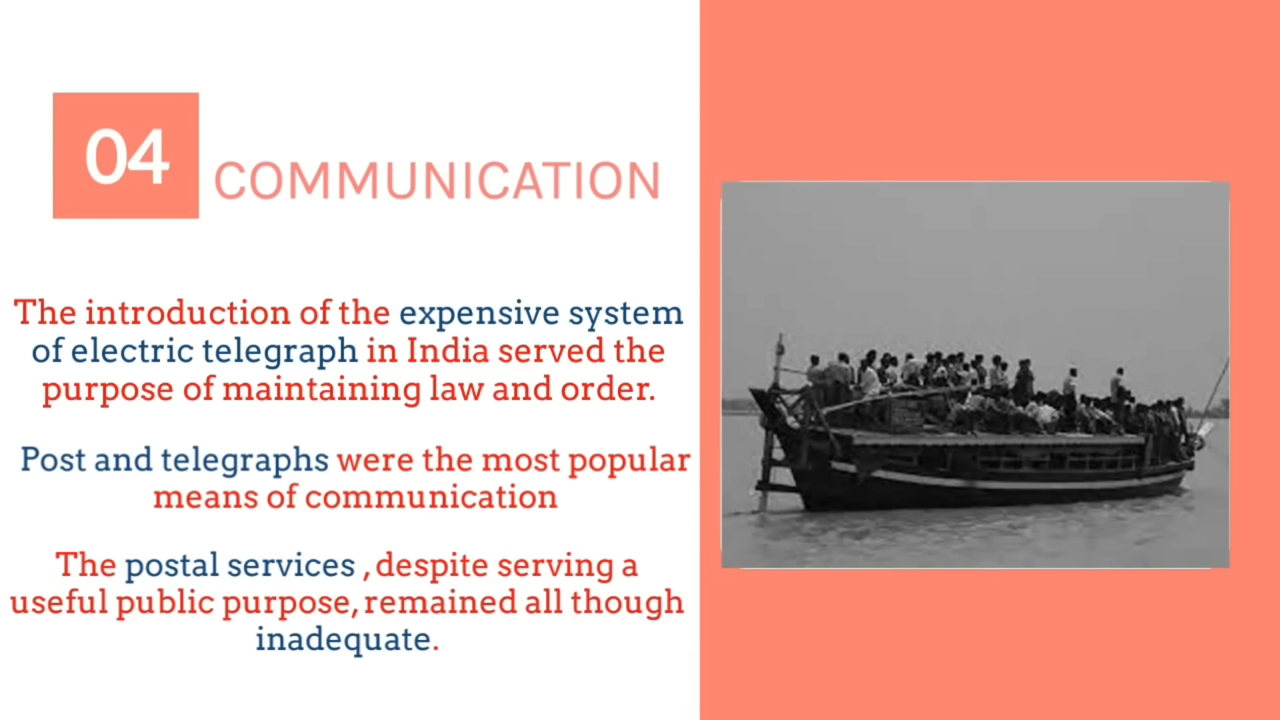 04
COMMUNICATION
The introduction of the expensive system
of electric telegraph in India served the
purpose of maintaining law and order.
Post and telegraphs were the most popular
means of communication
The postal services , despite serving a
useful public purpose, remained all though
inadequate.